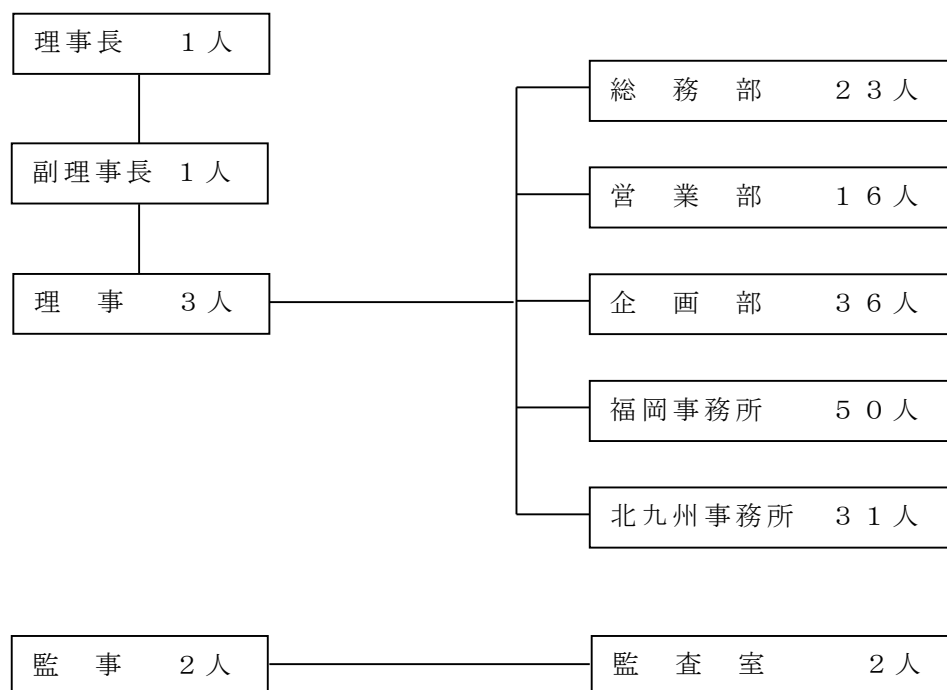 理事長　１人
副理事長　１人
理　事　３人
総　務　部　２３人
営　業　部　１６人
企　画　部　３６人
福岡事務所　５０人
北九州事務所　３１人
監　事　２人
監　査　室　２人